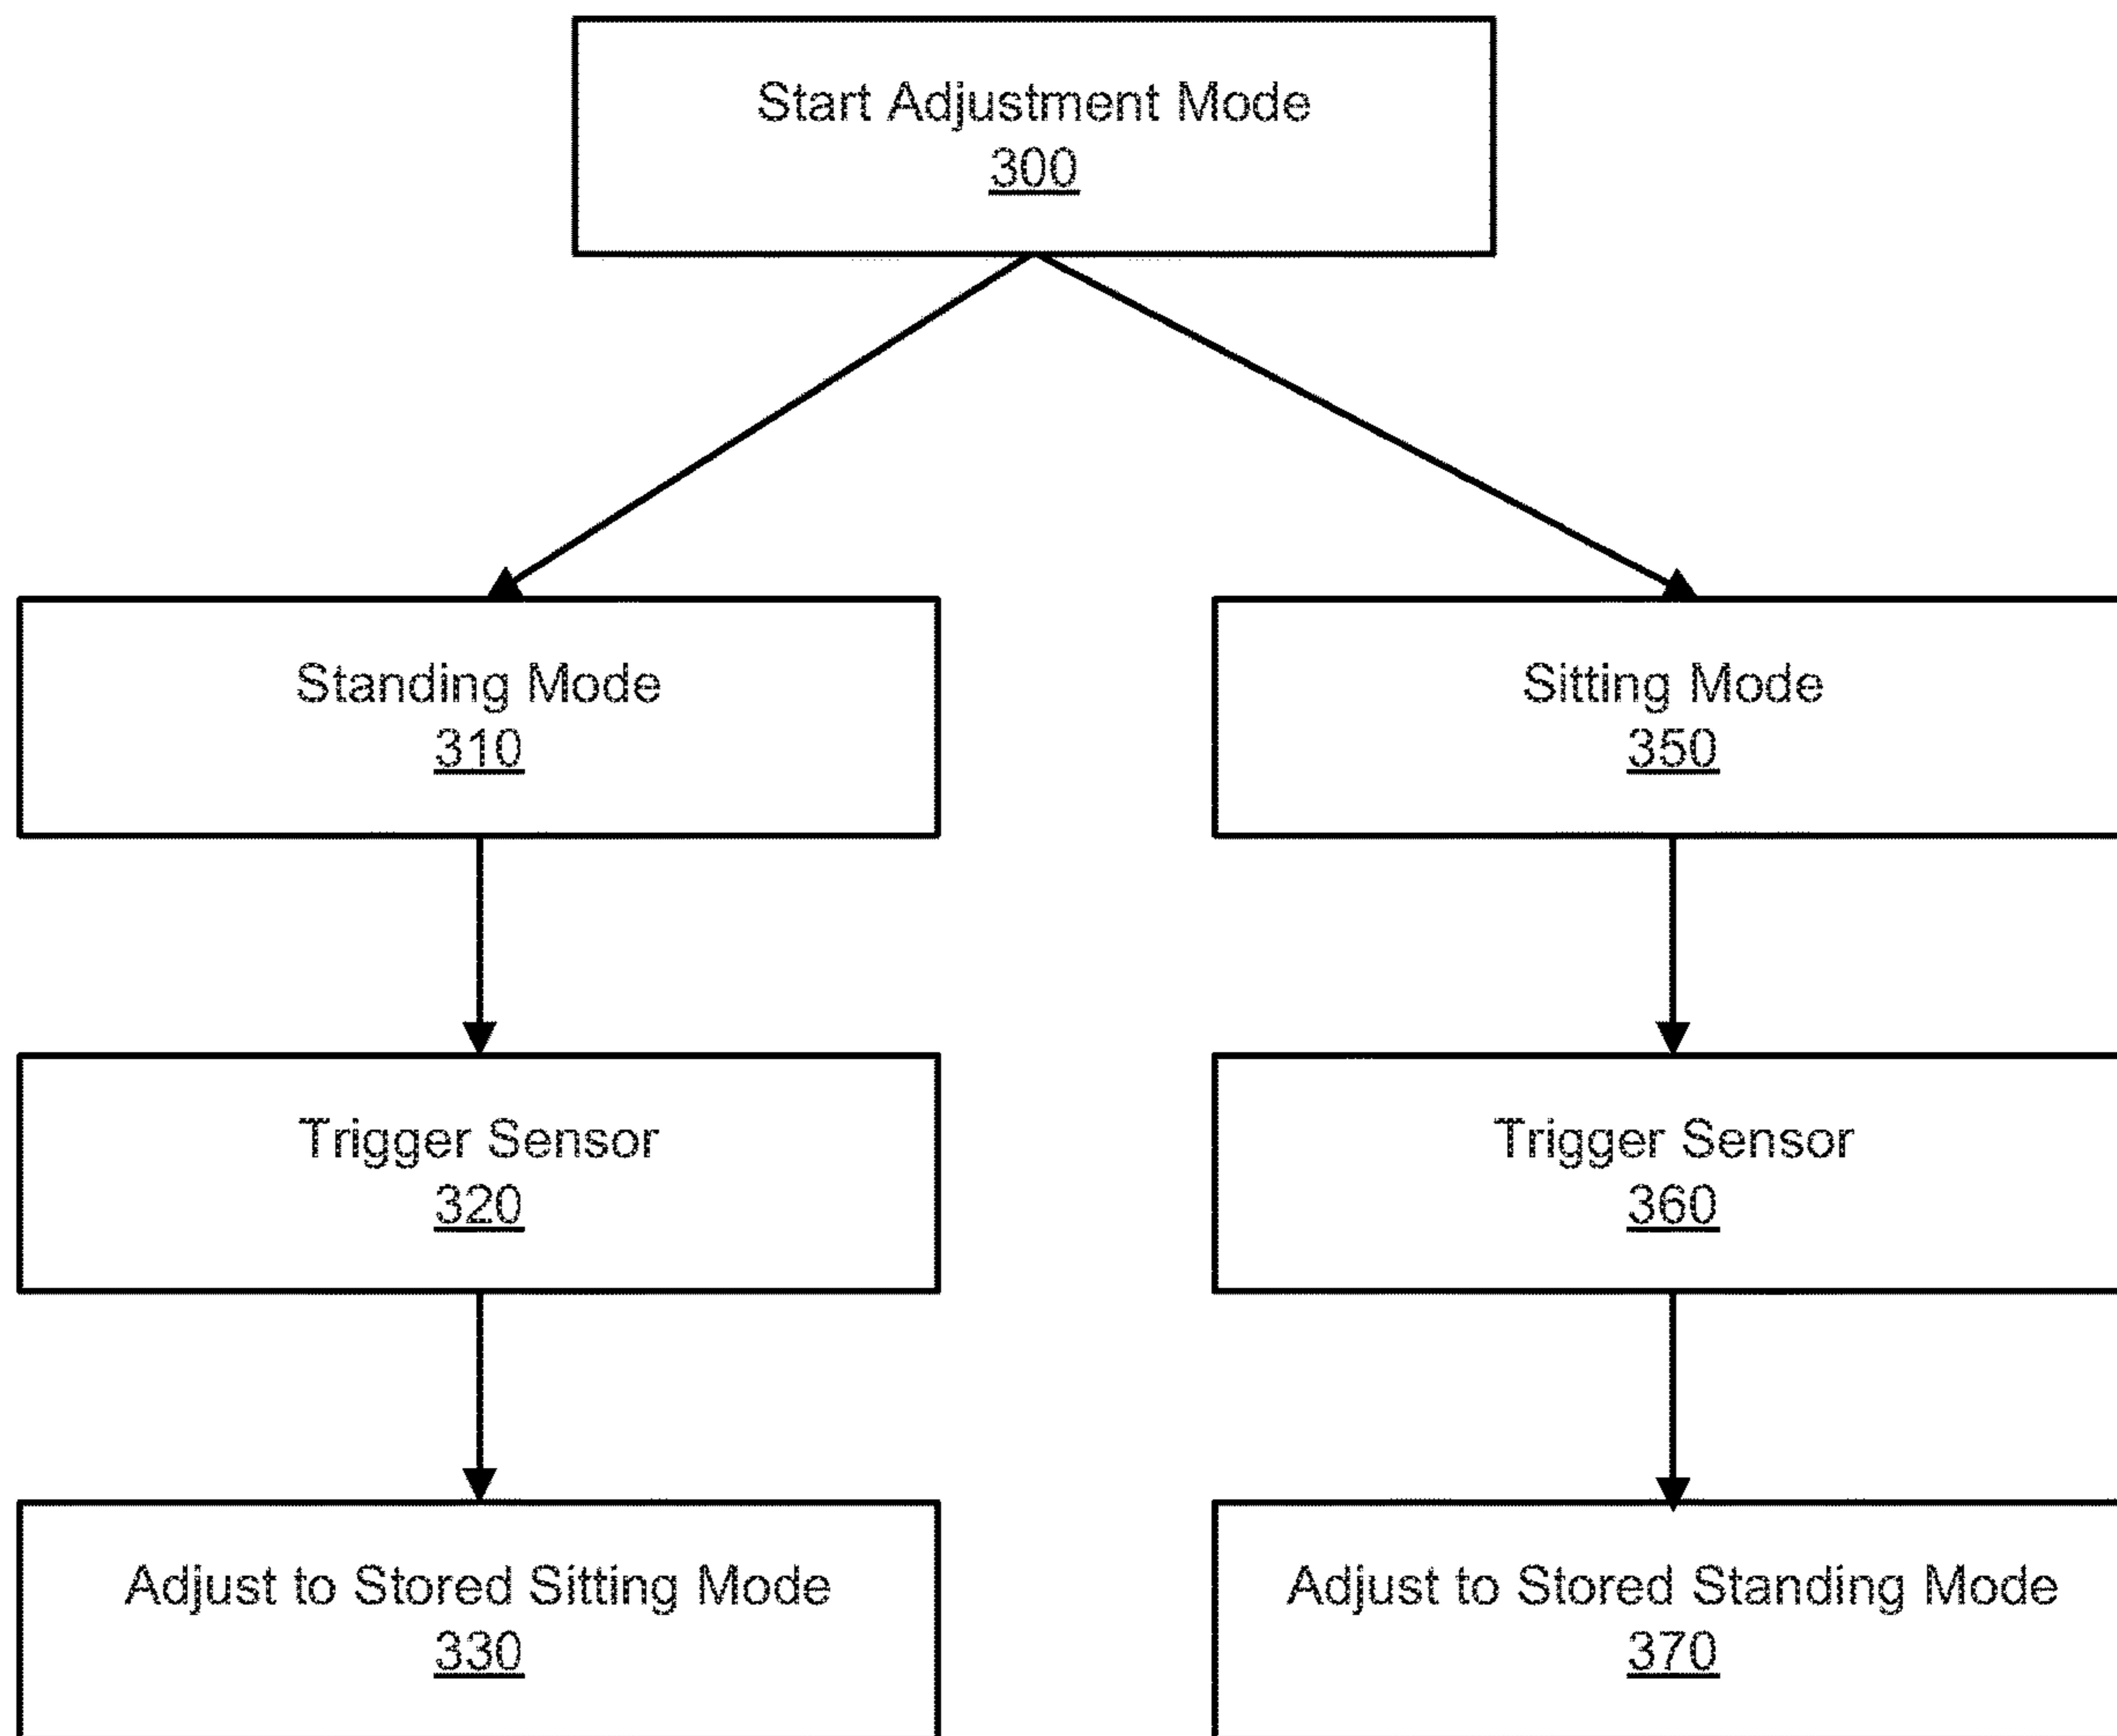 Start Adjustment Mode
300
Standing Mode
310
Sitting Mode
350
Trigger Sensor
320
Trigger Sensor
360
Adjust to Stored Sitting Mode
330
Adjust to Stored Standing Mode
370